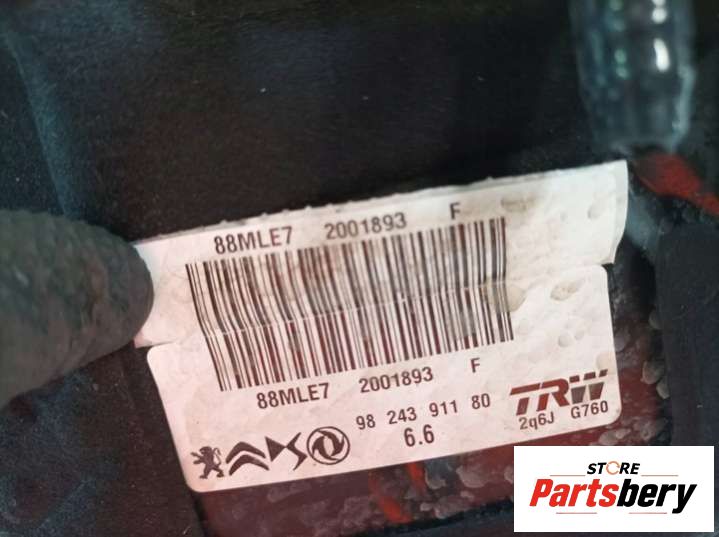 88MLE7 2001893 F
88MLE7 2001893 F
98 243 911 80
6.6
TRW
2q6J G760
STORE
Partsbery